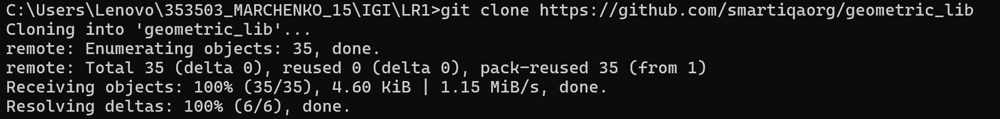 C:\Users\Lenovo\353503_MARCHENKO_15\IGI\LR1>git clone https://github.com/smartiqaorg/geometric_lib
Cloning into 'geometric_lib'...
remote: Enumerating objects: 35, done.
remote: Total 35 (delta 0), reused 0 (delta 0), pack-reused 35 (from 1)
Receiving objects: 100% (35/35), 4.60 KiB | 1.15 MiB/s, done.
Resolving deltas: 100% (6/6), done.